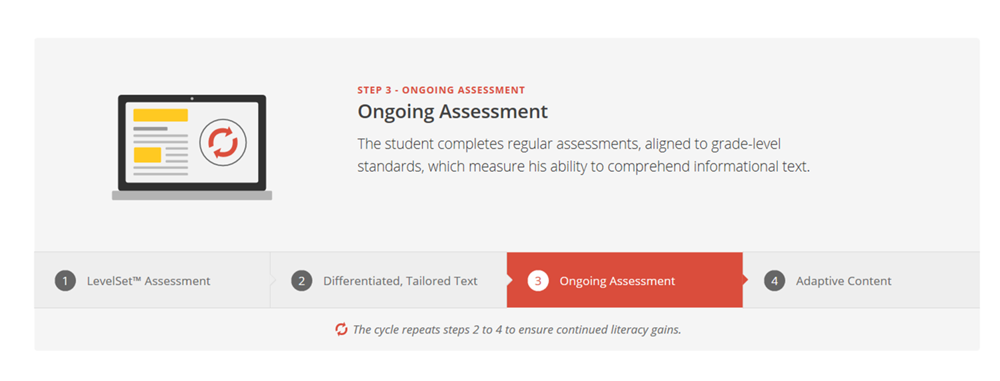 STEP 3 - ONGOING ASSESSMENT
Ongoing Assessment
The student completes regular assessments, aligned to grade-level
standards, which measure his ability to comprehend informational text.
1 LevelSet™ Assessment
2 Differentiated, Tailored Text
3 Ongoing Assessment
4 Adaptive Content
The cycle repeats steps 2 to 4 to ensure continued literacy gains.